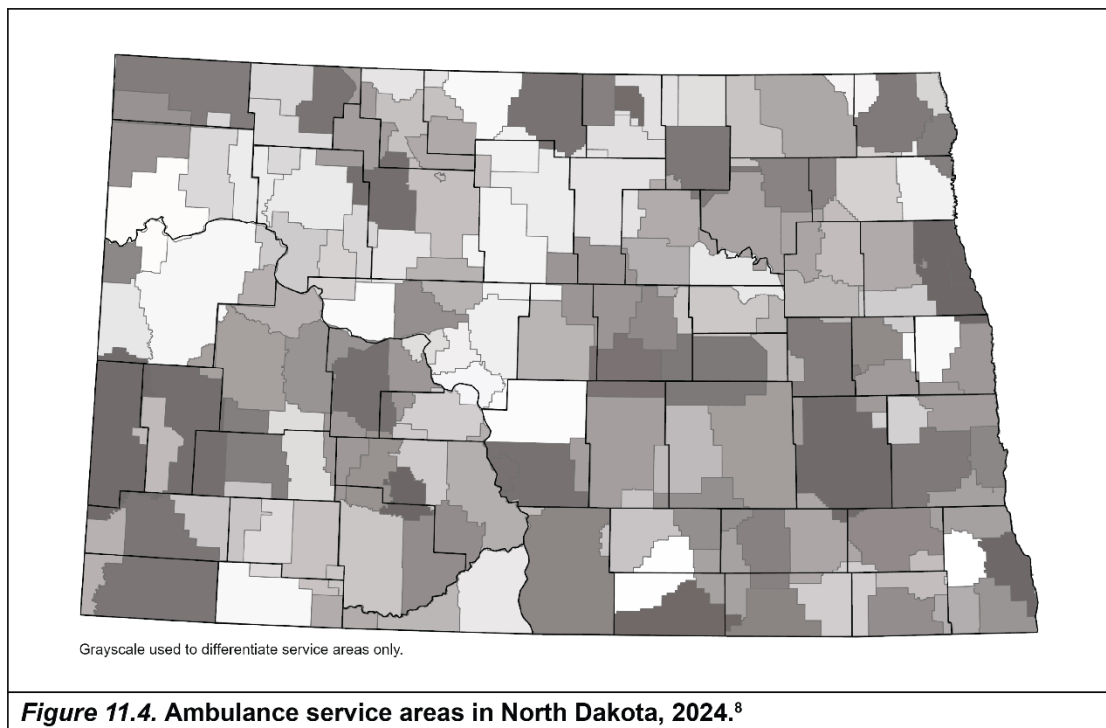 Grayscale used to differentiate service areas only.
Figure 11.4. Ambulance service areas in North Dakota, 2024.⁸